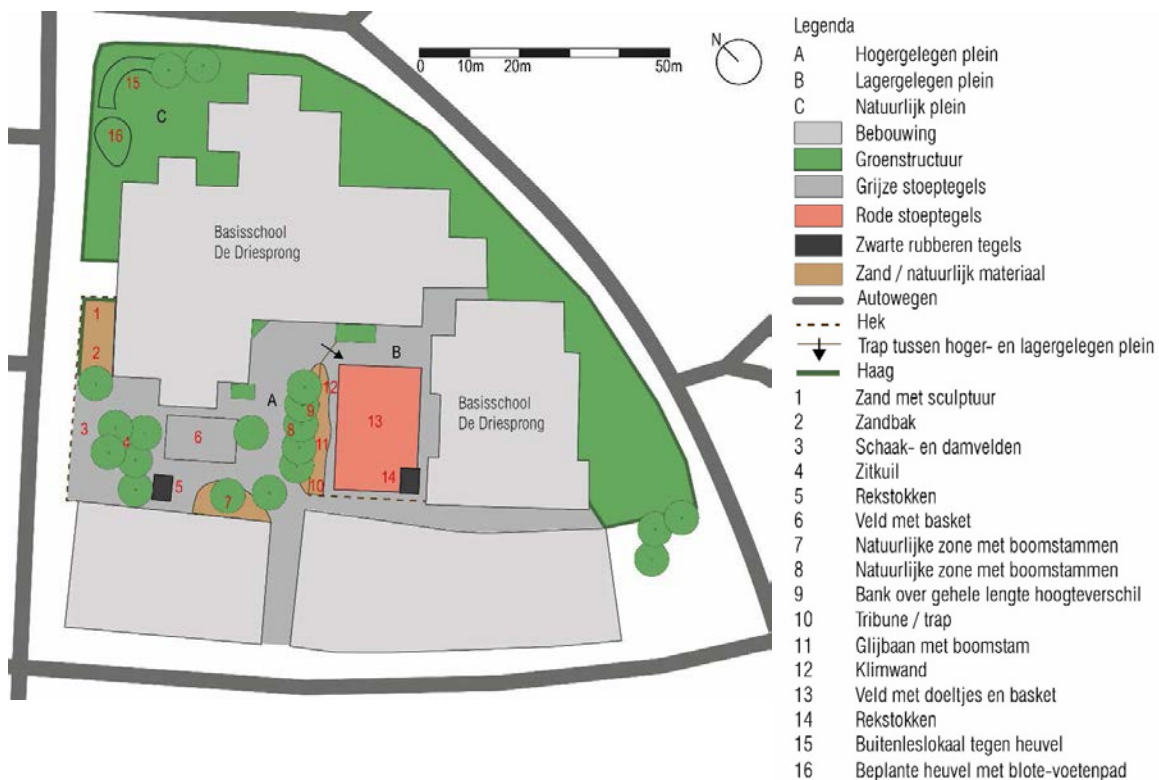 0 10m 20m 50m
N
15
C
16
Basisschool
De Driesprong
1
2
B
A
12
9
3
4
6
8
11
13
Basisschool
De Driesprong
5
7
10
14
Legenda
A Hogergelegen plein
B Lagergelegen plein
C Natuurlijk plein
Bebouwing
Groenstructuur
Grijze stoeptegels
Rode stoeptegels
Zwarte rubberen tegels
Zand / natuurlijk materiaal
Autowegen
Hek
Trap tussen hoger- en lagergelegen plein
Haag
1 Zand met sculptuur
2 Zandbak
3 Schaak- en damvelden
4 Zitkuil
5 Rekstokken
6 Veld met basket
7 Natuurlijke zone met boomstammen
8 Natuurlijke zone met boomstammen
9 Bank over gehele lengte hoogteverschil
10 Tribune / trap
11 Glijbaan met boomstam
12 Klimwand
13 Veld met doeltjes en basket
14 Rekstokken
15 Buitenleslokaal tegen heuvel
16 Beplante heuvel met blote-voetenpad